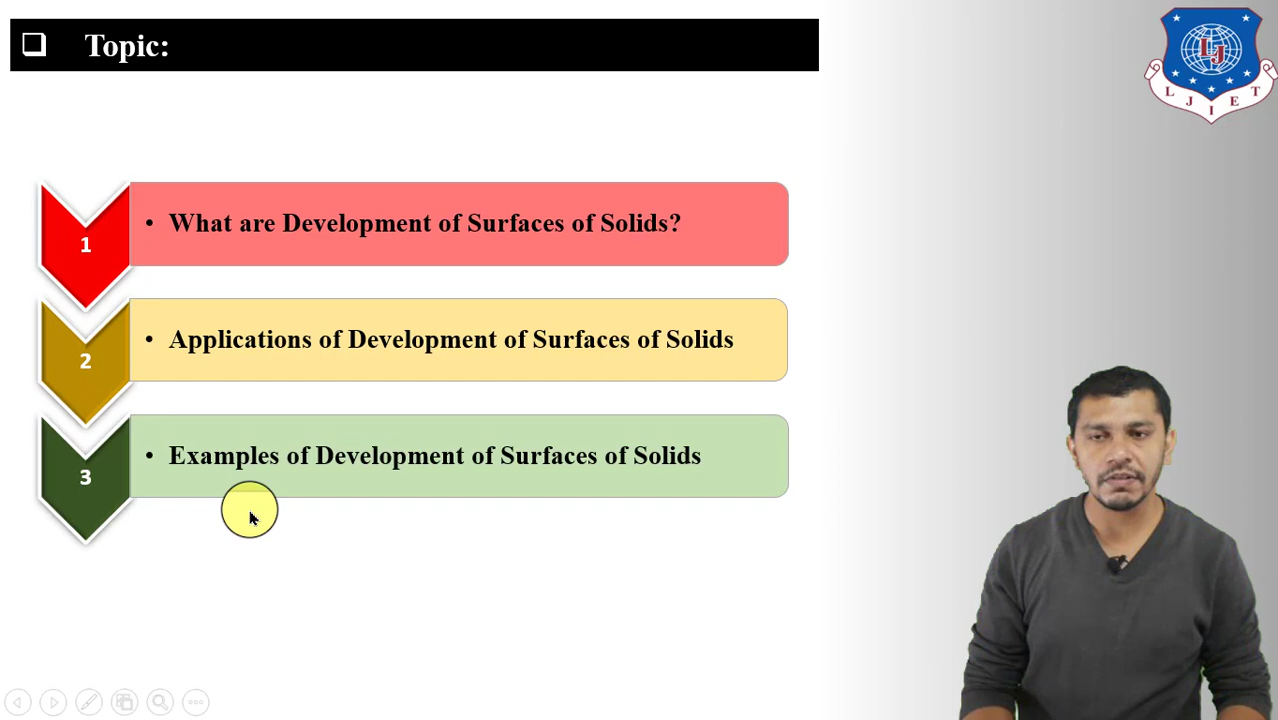 ❑ Topic:
1
• What are Development of Surfaces of Solids?
2
• Applications of Development of Surfaces of Solids
3
• Examples of Development of Surfaces of Solids
LJ
L J I E T